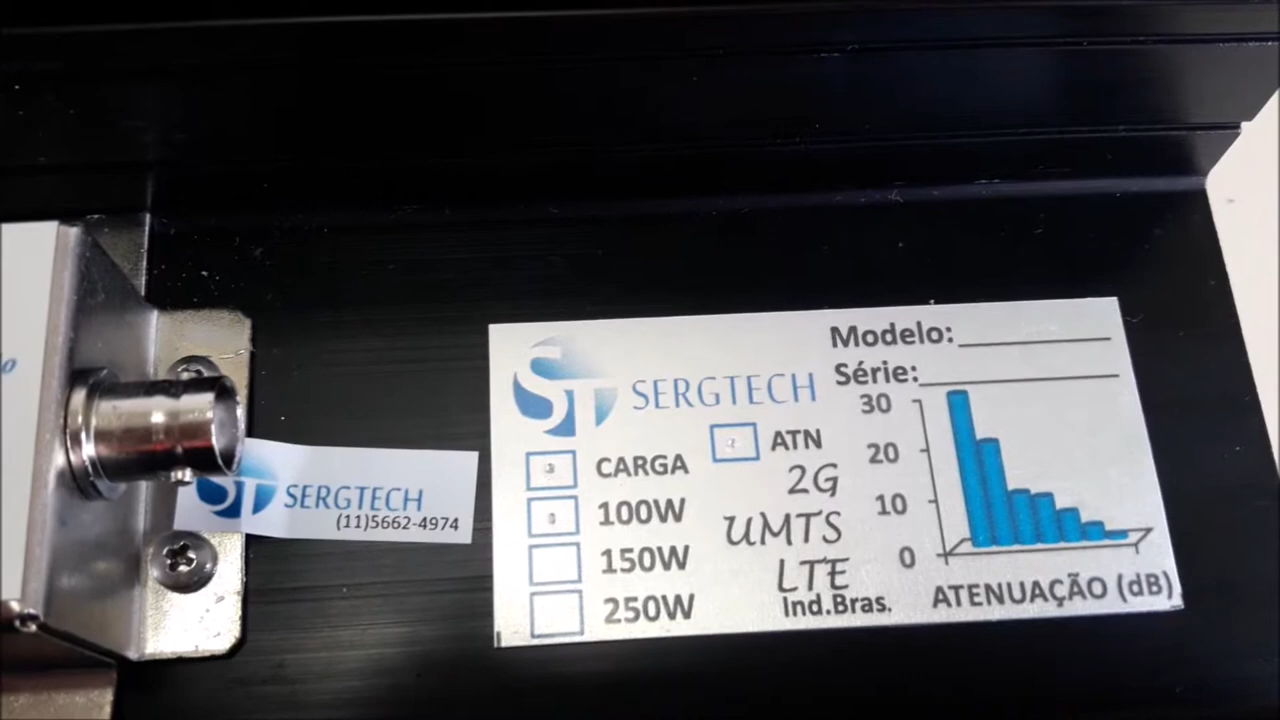 SERGTECH
(11)5662-4974
ST SERGTECH
Modelo:
Série:
ATN
CARGA
100W
150W
250W
2G
UMTS
LTE
Ind.Bras.
30
20
10
0
ATENUAÇÃO (dB)